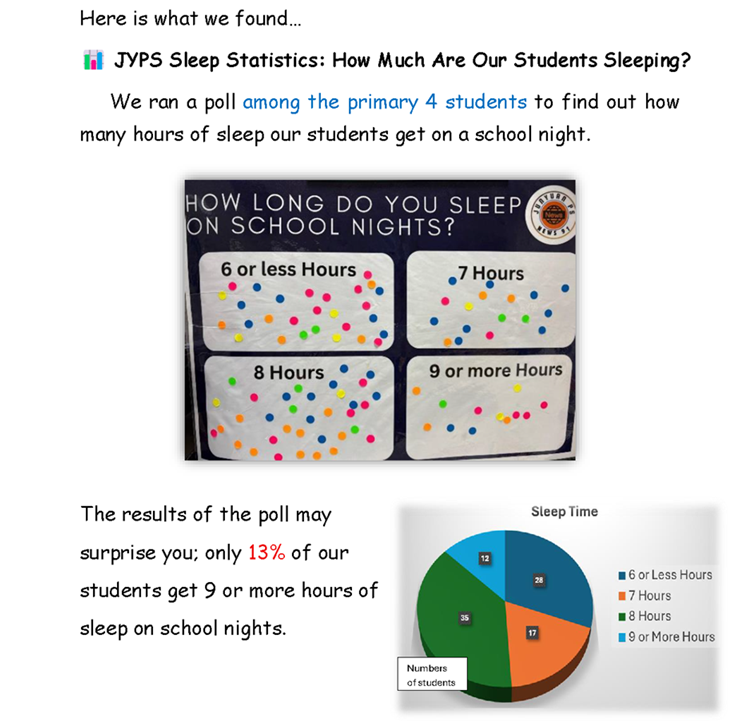 Here is what we found…
JYPS Sleep Statistics: How Much Are Our Students Sleeping?
We ran a poll among the primary 4 students to find out how
many hours of sleep our students get on a school night.
HOW LONG DO YOU SLEEP
ON SCHOOL NIGHTS?
6 or less Hours
7 Hours
8 Hours
9 or more Hours
The results of the poll may
surprise you; only 13% of our
students get 9 or more hours of
sleep on school nights.
Sleep Time
12
28
35
17
6 or Less Hours
7 Hours
8 Hours
9 or More Hours
Numbers
of students